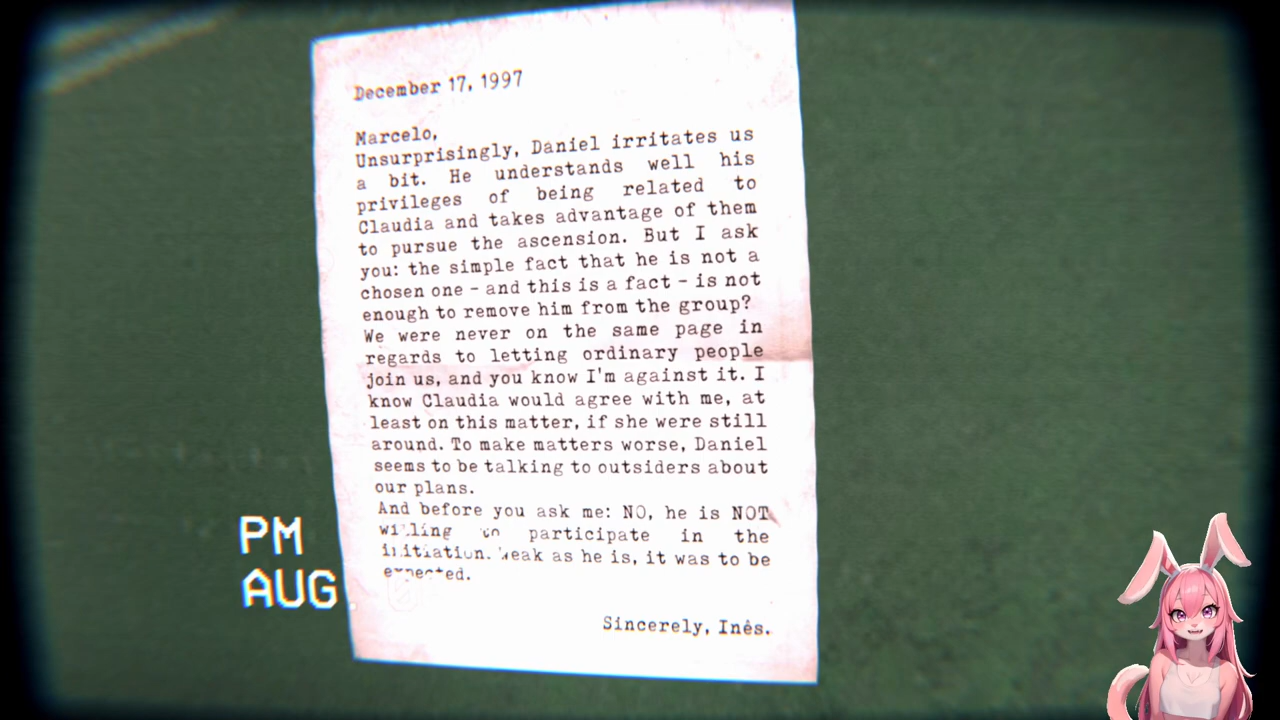 December 17, 1997
Marcelo,
Unsurprisingly, Daniel irritates us
a bit. He understands well his
privileges of being related to
Claudia and takes advantage of them
to pursue the ascension. But I ask
you: the simple fact that he is not a
chosen one - and this is a fact - is not
enough to remove him from the group?
We were never on the same page in
regards to letting ordinary people
join us, and you know I'm against it. I
know Claudia would agree with me, at
least on this matter, if she were still
around. To make matters worse, Daniel
seems to be talking to outsiders about
our plans.
And before you ask me: NO, he is NOT
willing to participate in the
initiation. Weak as he is, it was to be
expected.
Sincerely, Inês.
PM
AUG